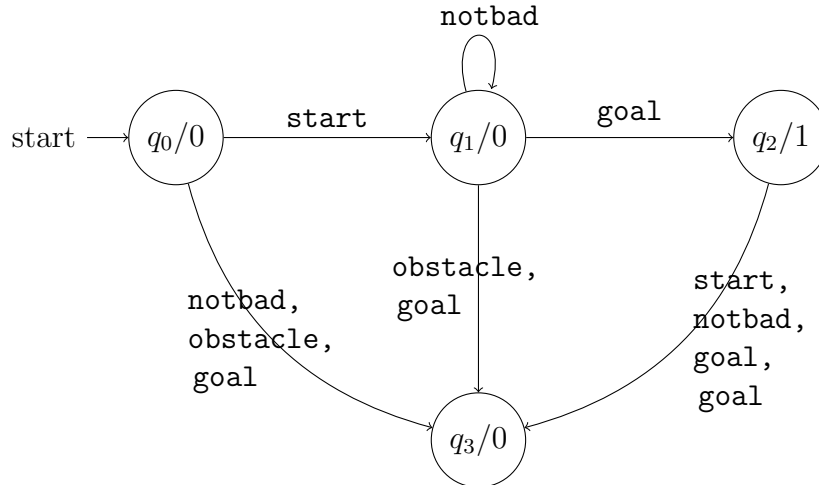 notbad
start
q0/0
start
q1/0
goal
q2/1
obstacle,
goal
start,
notbad,
goal,
goal
notbad,
obstacle,
goal
q3/0